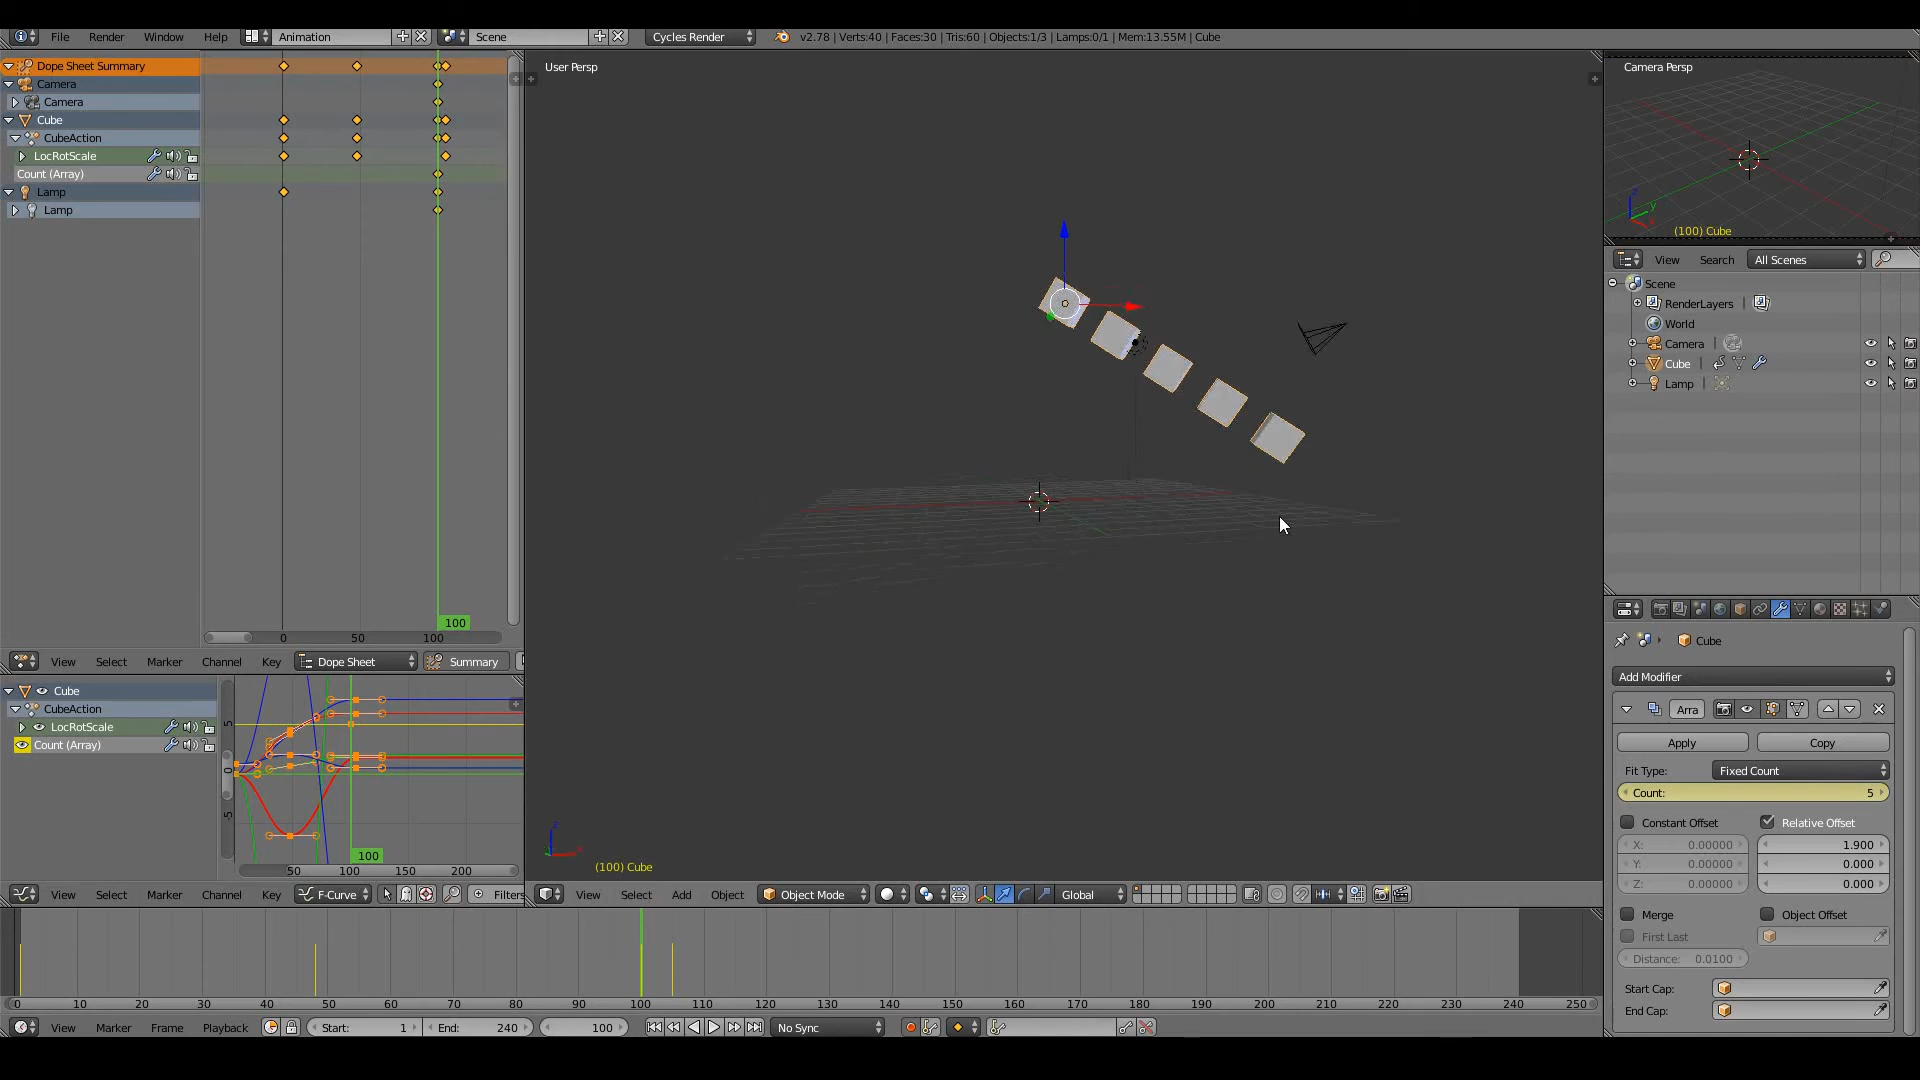 File Render Window Help Animation Scene Cycles Render v2.78 | Verts:40 | Faces:30 | Tris:60 | Objects:1/3 | Lamps:0/1 | Mem:13.55M | Cube
Dope Sheet Summary
Camera
Camera
Cube
CubeAction
LocRotScale
Count (Array)
Lamp
Lamp
100
0 50 100
View Select Marker Channel Key Dope Sheet Summary
Cube
CubeAction
LocRotScale
Count (Array)
5
0
-5
100
50 100 150 200
View Select Marker Channel Key F-Curve Filters
User Persp
(100) Cube
View Select Add Object Object Mode Global
Camera Persp
(100) Cube
View Search All Scenes
Scene
RenderLayers
World
Camera
Cube
Lamp
Cube
Add Modifier
Arra
Apply Copy
Fit Type: Fixed Count
Count: 5
Constant Offset Relative Offset
X: 0.00000 1.900
Y: 0.00000 0.000
Z: 0.00000 0.000
Merge Object Offset
First Last
Distance: 0.0100
Start Cap:
End Cap:
0 10 20 30 40 50 60 70 80 90 100 110 120 130 140 150 160 170 180 190 200 210 220 230 240 250
View Marker Frame Playback Start: 1 End: 240 100 No Sync